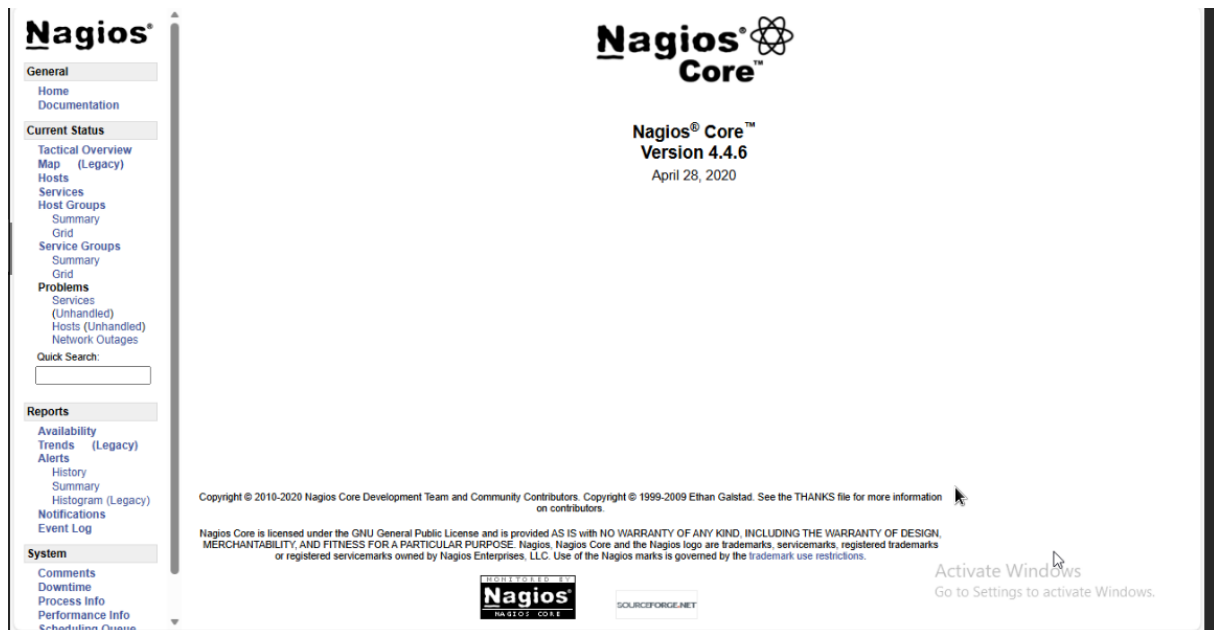 Nagios®
General
Home
Documentation
Current Status
Tactical Overview
Map (Legacy)
Hosts
Services
Host Groups
Summary
Grid
Service Groups
Summary
Grid
Problems
Services
(Unhandled)
Hosts (Unhandled)
Network Outages
Quick Search:
Reports
Availability
Trends (Legacy)
Alerts
History
Summary
Histogram (Legacy)
Notifications
Event Log
System
Comments
Downtime
Process Info
Performance Info
Scheduling Queue
Nagios®
Core™
Nagios® Core™
Version 4.4.6
April 28, 2020
Copyright © 2010-2020 Nagios Core Development Team and Community Contributors. Copyright © 1999-2009 Ethan Galstad. See the THANKS file for more information
on contributors.
Nagios Core is licensed under the GNU General Public License and is provided AS IS with NO WARRANTY OF ANY KIND, INCLUDING THE WARRANTY OF DESIGN,
MERCHANTABILITY, AND FITNESS FOR A PARTICULAR PURPOSE. Nagios, Nagios Core and the Nagios logo are trademarks, servicemarks, registered trademarks
or registered servicemarks owned by Nagios Enterprises, LLC. Use of the Nagios marks is governed by the trademark use restrictions.
MONITORED BY
Nagios®
NAGIOS CORE
SOURCEFORGE.NET
Activate Windows
Go to Settings to activate Windows.